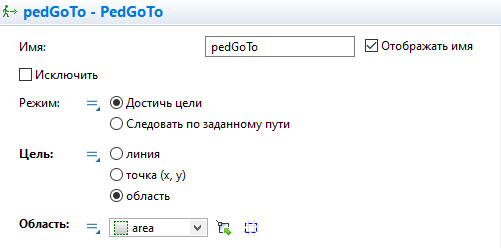 pedGoTo - PedGoTo
Имя: pedGoTo Отображать имя
Исключить
Режим: Достичь цели
Следовать по заданному пути
Цель: линия
точка (x, y)
область
Область: area